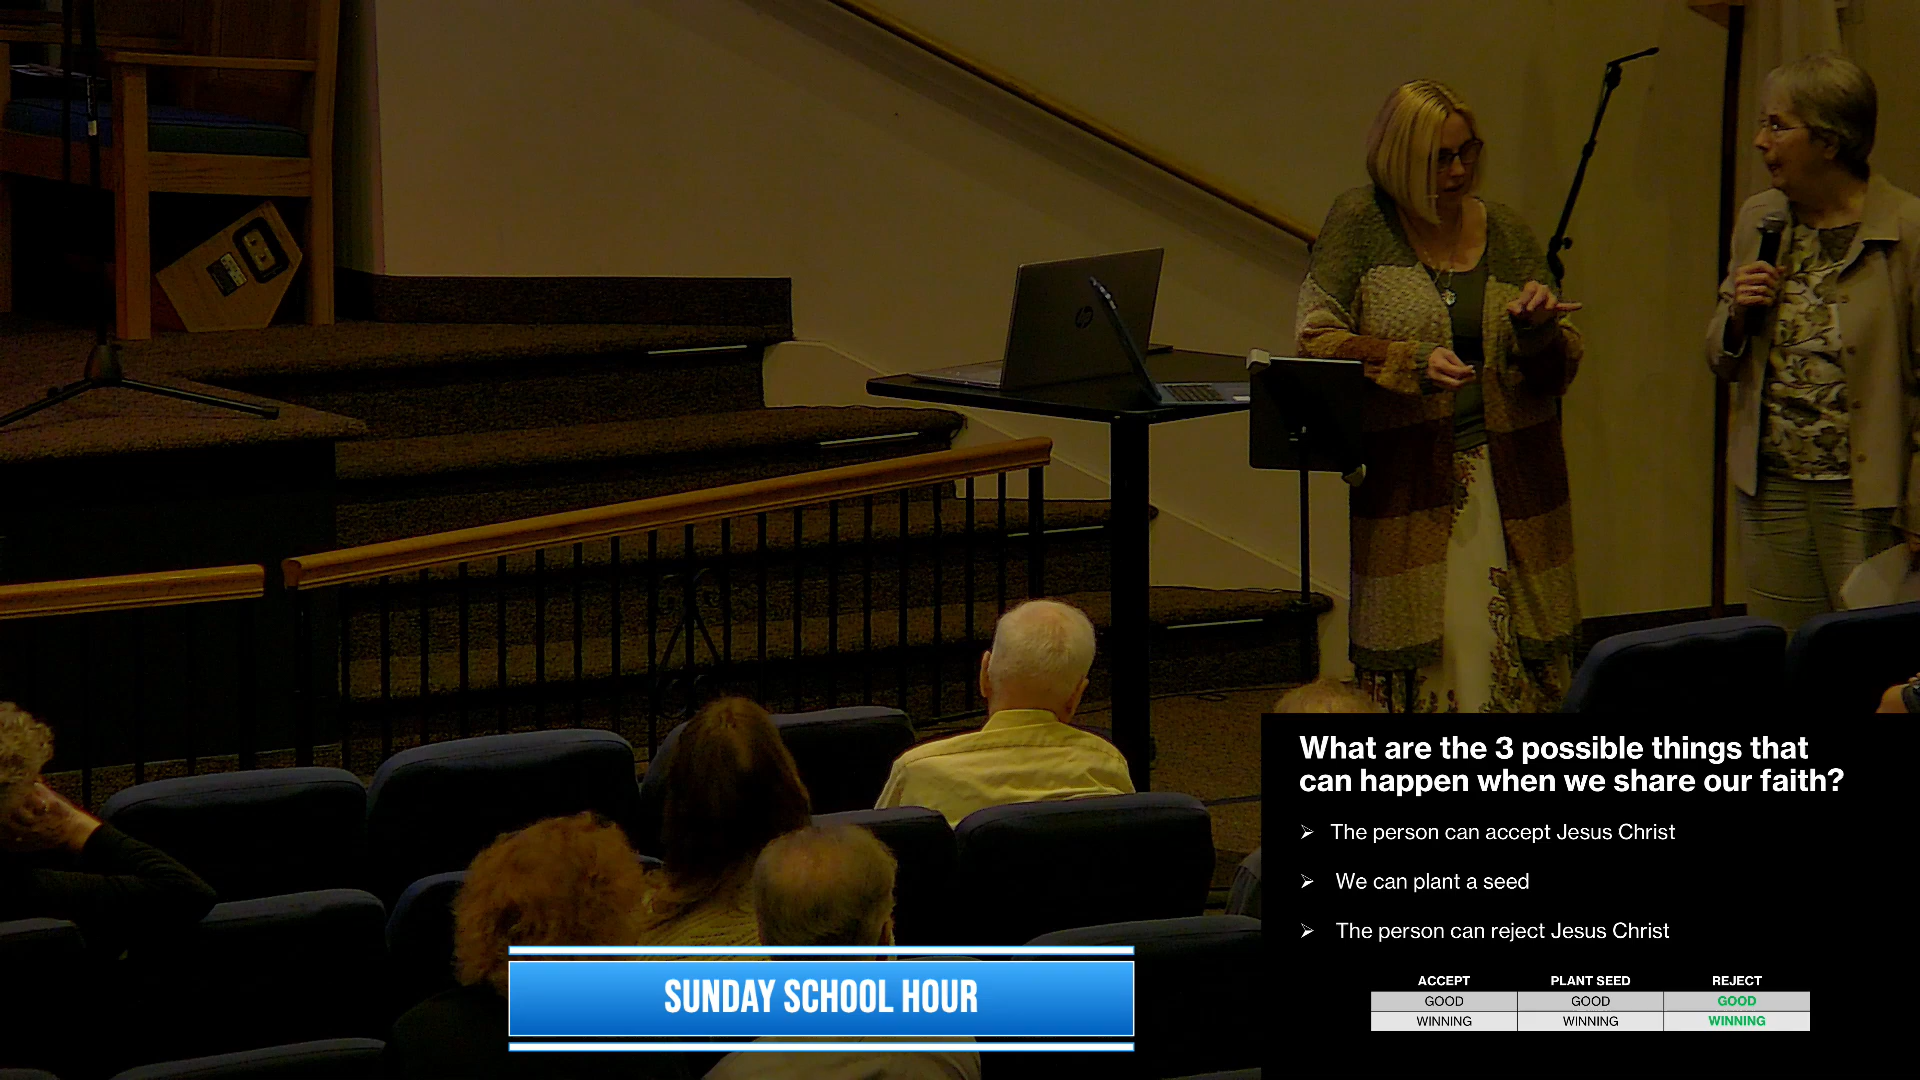 What are the 3 possible things that
can happen when we share our faith?
➢ The person can accept Jesus Christ
➢ We can plant a seed
➢ The person can reject Jesus Christ
ACCEPT PLANT SEED REJECT
GOOD GOOD GOOD
WINNING WINNING WINNING
SUNDAY SCHOOL HOUR